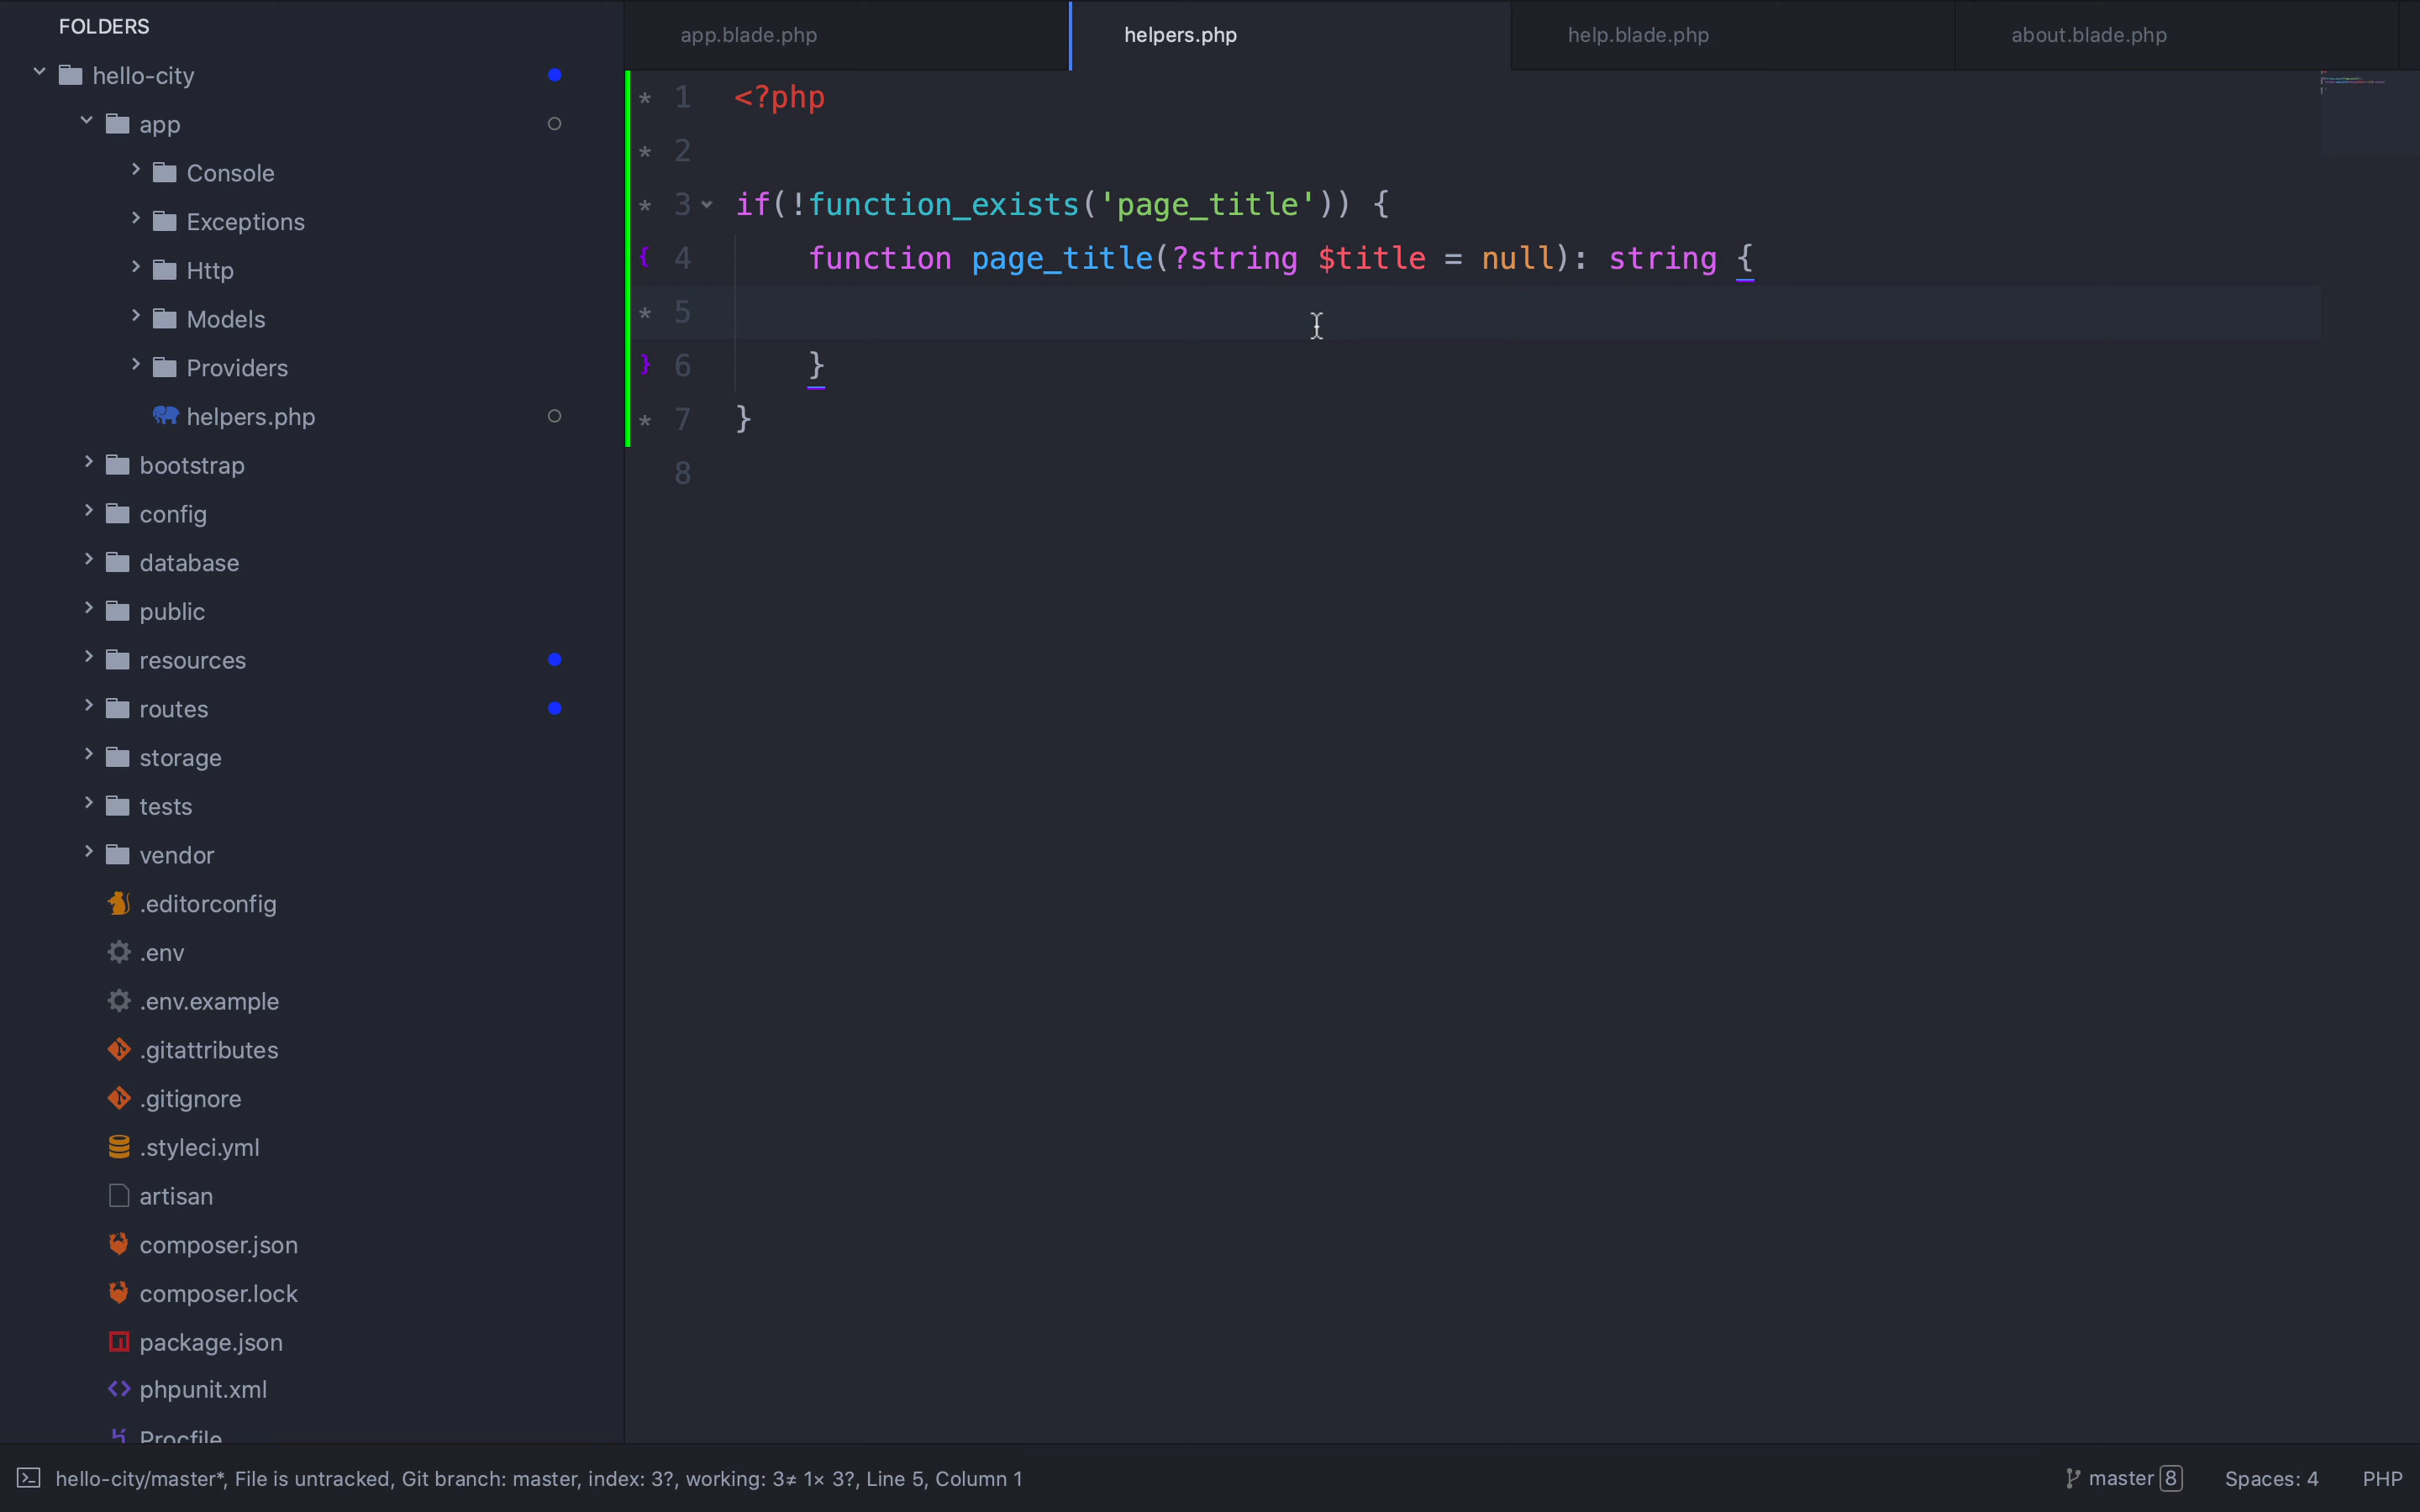 FOLDERS
hello-city
app
Console
Exceptions
Http
Models
Providers
helpers.php
bootstrap
config
database
public
resources
routes
storage
tests
vendor
.editorconfig
.env
.env.example
.gitattributes
.gitignore
.styleci.yml
artisan
composer.json
composer.lock
package.json
phpunit.xml
Procfile
app.blade.php
helpers.php
help.blade.php
about.blade.php
* 1 <?php
* 2
* 3 if(!function_exists('page_title')) {
{ 4 function page_title(?string $title = null): string {
* 5
} 6 }
* 7 }
8
hello-city/master*, File is untracked, Git branch: master, index: 3?, working: 3≠ 1× 3?, Line 5, Column 1
master 8
Spaces: 4
PHP